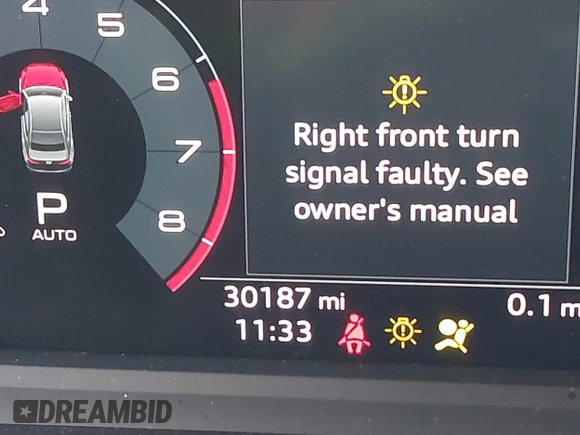 4
5
6
7
8
P
AUTO
Right front turn
signal faulty. See
owner's manual
30187 mi
0.1 m
11:33
DREAMBID